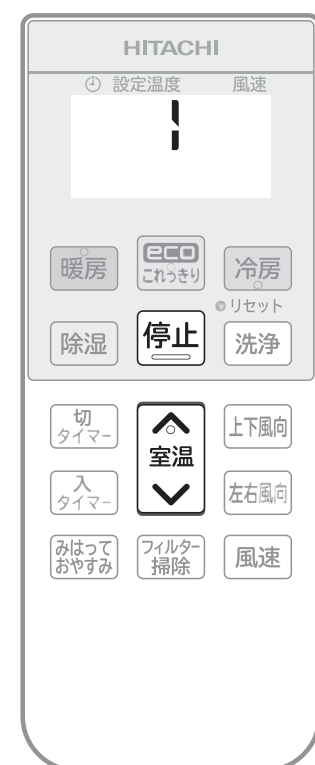 HITACHI
設定温度 風速
1
暖房
eco
これっきり
冷房
リセット
除湿
停止
洗浄
切
タイマー
室温
上下風向
入
タイマー
左右風向
みはって
おやすみ
フィルター
掃除
風速